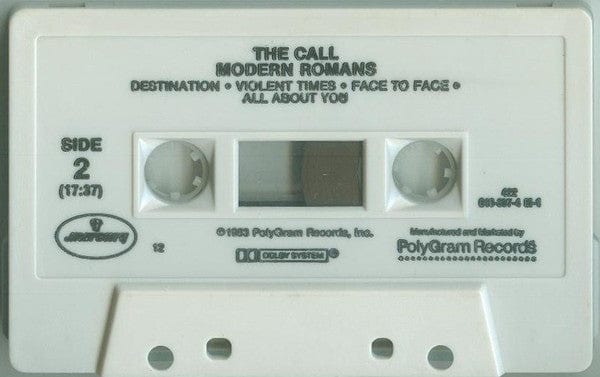 THE CALL
MODERN ROMANS
DESTINATION • VIOLENT TIMES • FACE TO FACE •
ALL ABOUT YOU
SIDE
2
(17:37)
mercury
12
©1983 PolyGram Records, Inc.
DOLBY SYSTEM®
Manufactured and Marketed by
PolyGram Records